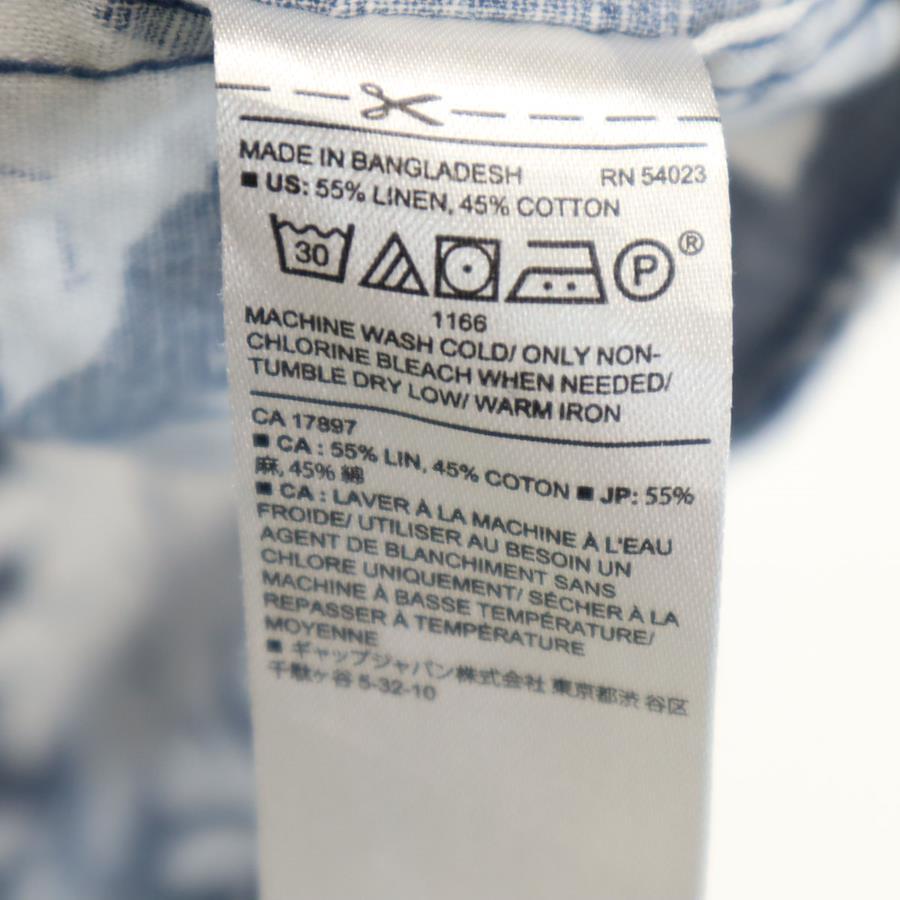 MADE IN BANGLADESH RN 54023
■ US: 55% LINEN, 45% COTTON
30 P ®
1166
MACHINE WASH COLD/ ONLY NON-
CHLORINE BLEACH WHEN NEEDED/
TUMBLE DRY LOW/ WARM IRON
CA 17897
■ CA : 55% LIN, 45% COTON ■ JP: 55%
麻, 45% 綿
■ CA : LAVER À LA MACHINE À L'EAU
FROIDE/ UTILISER AU BESOIN UN
AGENT DE BLANCHIMENT SANS
CHLORE UNIQUEMENT/ SÉCHER À LA
MACHINE À BASSE TEMPÉRATURE/
REPASSER À TEMPÉRATURE
MOYENNE
■ ギャップジャパン株式会社 東京都渋 谷区
千駄ヶ谷 5-32-10